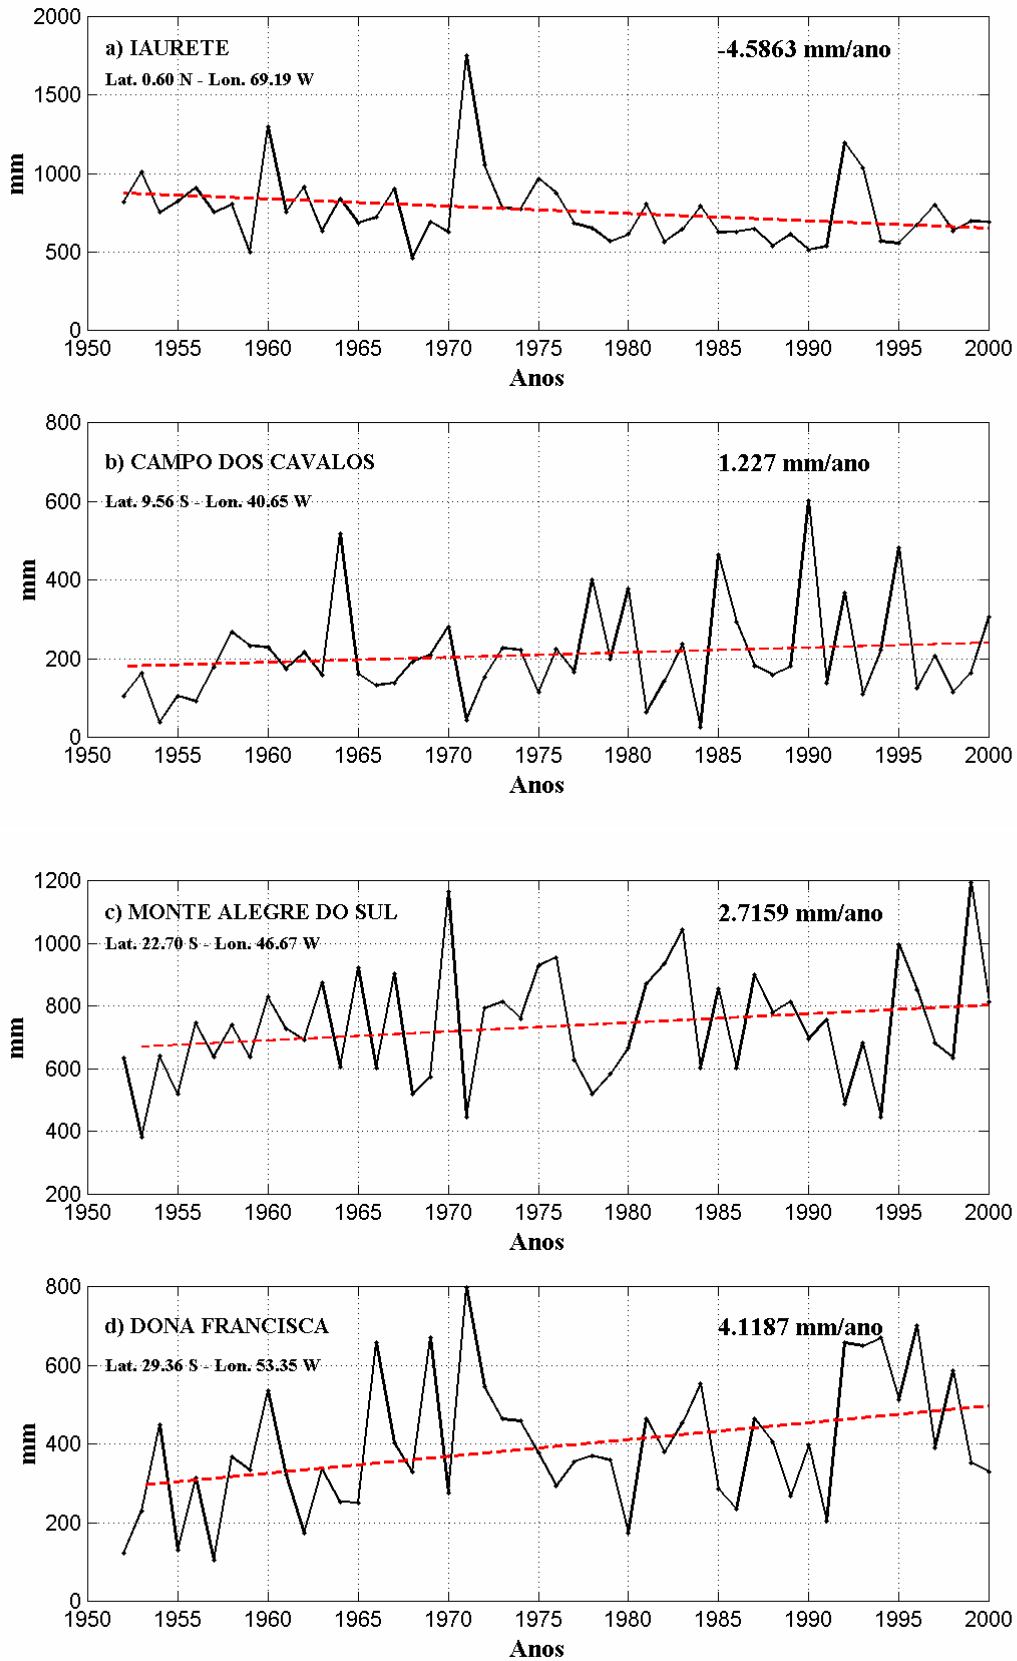 2000
a) IAURETE
-4.5863 mm/ano
Lat. 0.60 N - Lon. 69.19 W
1500
1000
mm
500
0
1950 1955 1960 1965 1970 1975 1980 1985 1990 1995 2000
Anos
800
b) CAMPO DOS CAVALOS
1.227 mm/ano
Lat. 9.56 S - Lon. 40.65 W
600
400
mm
200
0
1950 1955 1960 1965 1970 1975 1980 1985 1990 1995 2000
Anos
1200
c) MONTE ALEGRE DO SUL
2.7159 mm/ano
Lat. 22.70 S - Lon. 46.67 W
1000
800
mm
600
400
200
1950 1955 1960 1965 1970 1975 1980 1985 1990 1995 2000
Anos
800
d) DONA FRANCISCA
4.1187 mm/ano
Lat. 29.36 S - Lon. 53.35 W
600
400
mm
200
0
1950 1955 1960 1965 1970 1975 1980 1985 1990 1995 2000
Anos